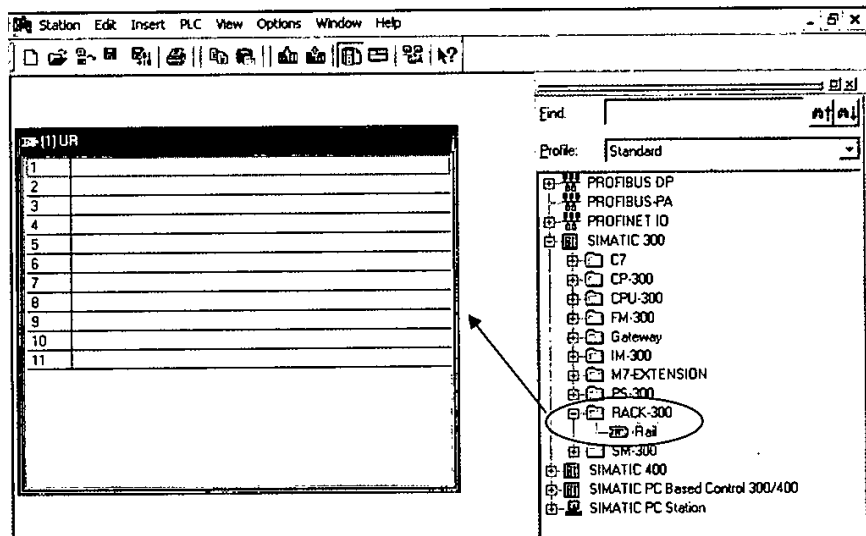 Station Edit Insert PLC View Options Window Help
Find:
Profile: Standard
(1) UR
1
2
3
4
5
6
7
8
9
10
11
PROFIBUS DP
PROFIBUS-PA
PROFINET IO
SIMATIC 300
C7
CP-300
CPU-300
FM-300
Gateway
IM-300
M7-EXTENSION
PS-300
RACK-300
Rail
SM-300
SIMATIC 400
SIMATIC PC Based Control 300/400
SIMATIC PC Station